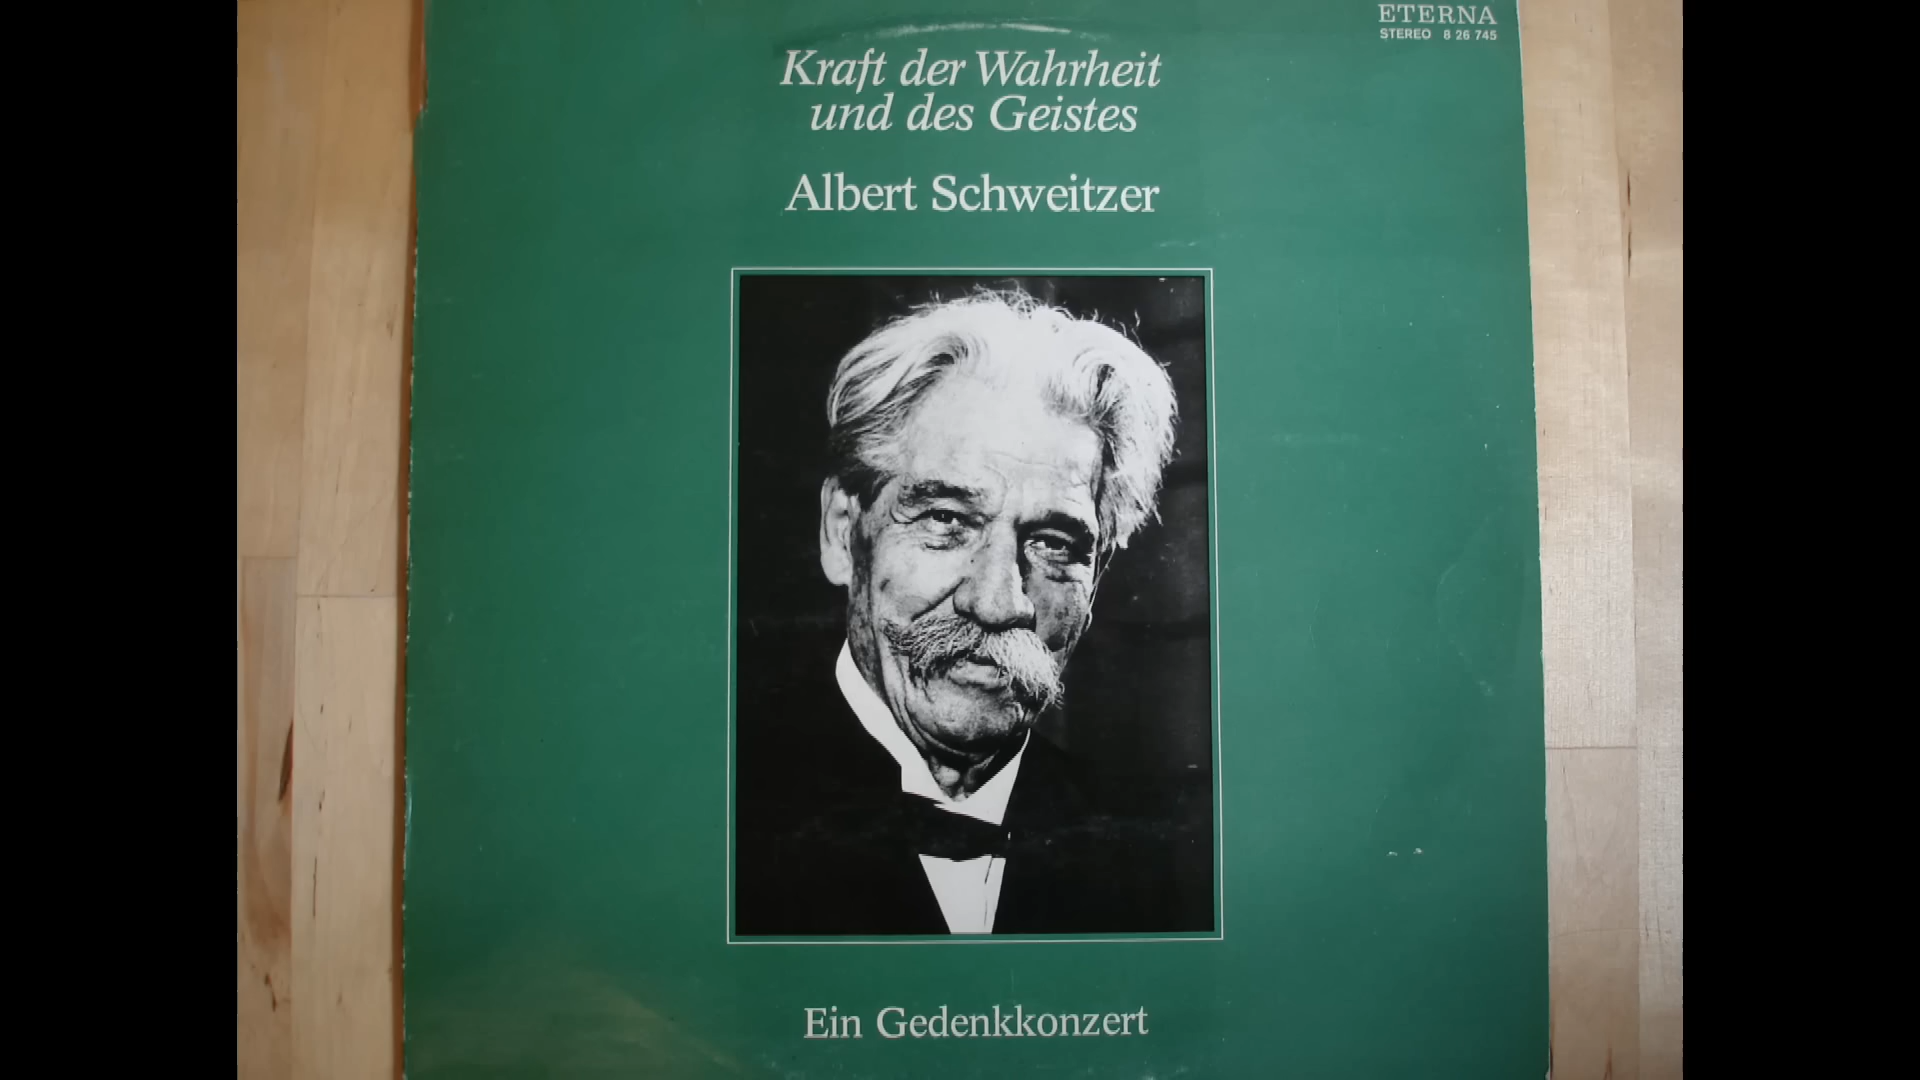 ETERNA
STEREO 8 26 745
Kraft der Wahrheit
und des Geistes
Albert Schweitzer
Ein Gedenkkonzert